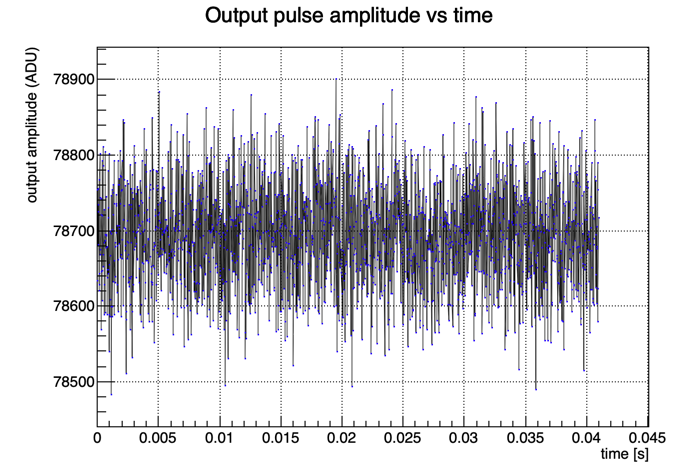 Output pulse amplitude vs time
output amplitude (ADU)
78900
78800
78700
78600
78500
0 0.005 0.01 0.015 0.02 0.025 0.03 0.035 0.04 0.045
time [s]